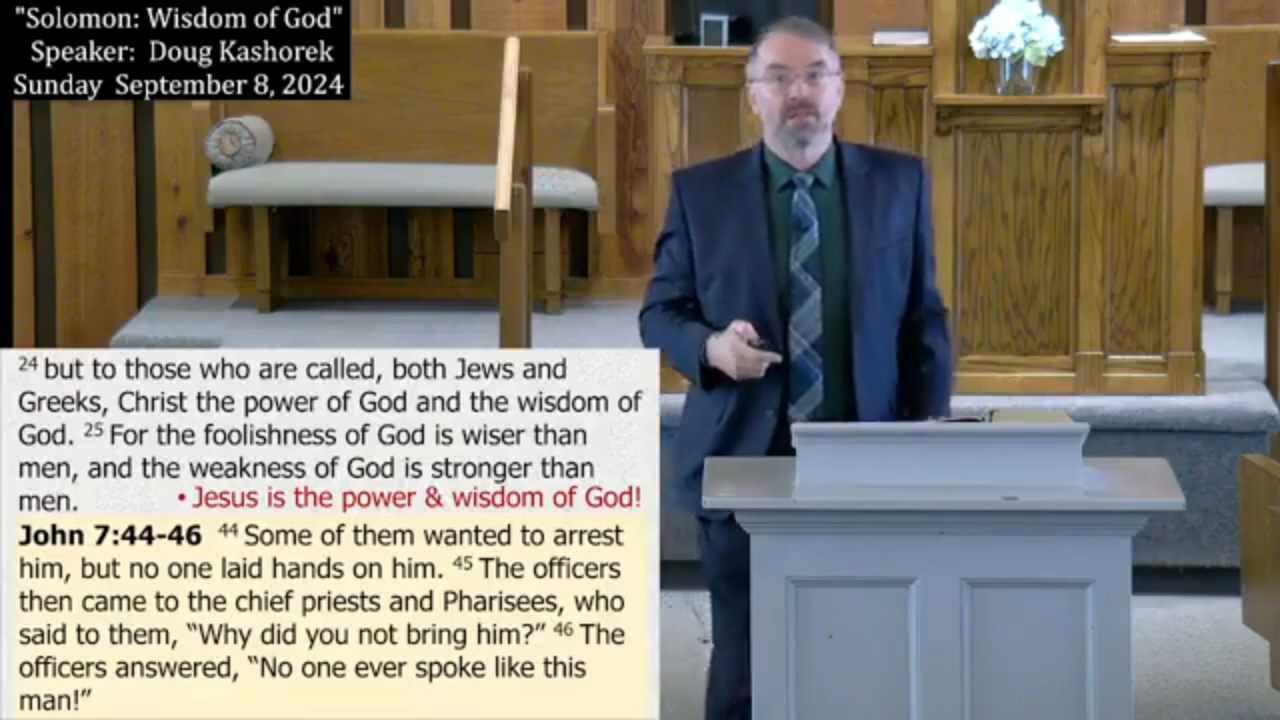 "Solomon: Wisdom of God"
Speaker: Doug Kashorek
Sunday September 8, 2024
24 but to those who are called, both Jews and
Greeks, Christ the power of God and the wisdom of
God. 25 For the foolishness of God is wiser than
men, and the weakness of God is stronger than
men. • Jesus is the power & wisdom of God!
John 7:44-46 44 Some of them wanted to arrest
him, but no one laid hands on him. 45 The officers
then came to the chief priests and Pharisees, who
said to them, “Why did you not bring him?” 46 The
officers answered, “No one ever spoke like this
man!”